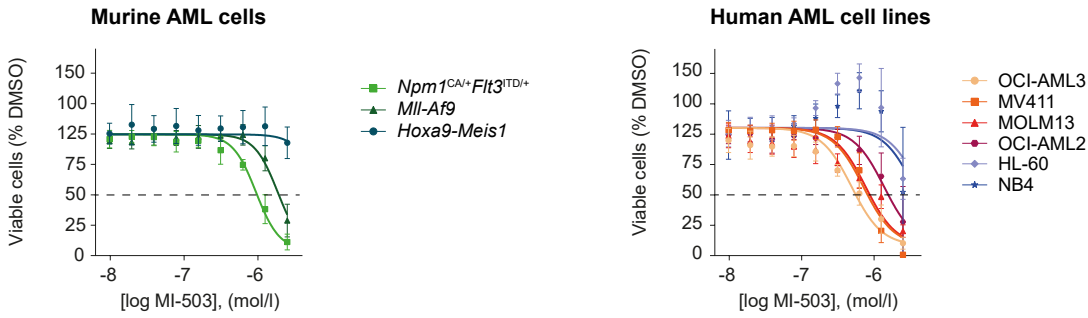 Murine AML cells
Viable cells (% DMSO)
150
100
125
75
50
25
0
-8
-7
-6
[log MI-503], (mol/l)
Npm1CA/+Flt3ITD/+
Mll-Af9
Hoxa9-Meis1
Human AML cell lines
Viable cells (% DMSO)
150
100
125
75
50
25
0
-8
-7
-6
[log MI-503], (mol/l)
OCI-AML3
MV411
MOLM13
OCI-AML2
HL-60
NB4